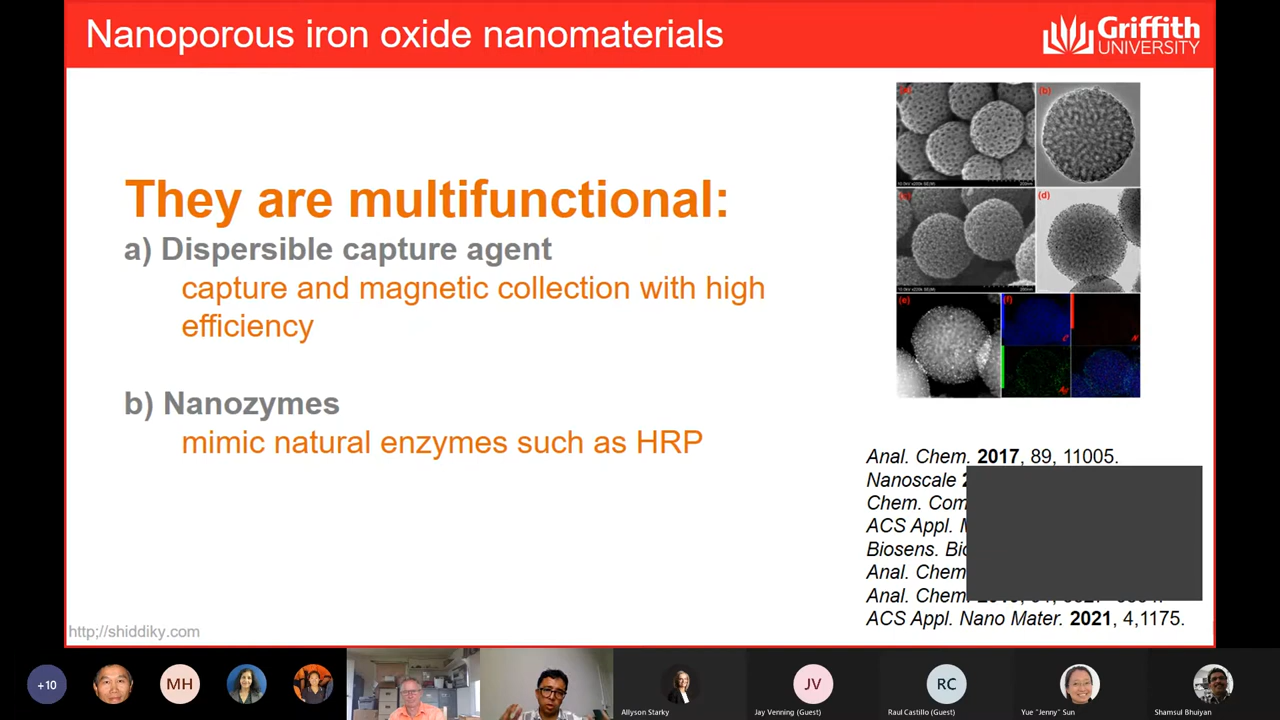 Nanoporous iron oxide nanomaterials
Griffith
UNIVERSITY
They are multifunctional:
a) Dispersible capture agent
capture and magnetic collection with high
efficiency
b) Nanozymes
mimic natural enzymes such as HRP
(b)
(d)
(e)
(f)
Anal. Chem. 2017, 89, 11005.
Nanoscale
Chem.
ACS Appl.
Biosens.
Anal. Chem
Anal. Chem.
ACS Appl. Nano Mater. 2021, 4,1175.
http;//shiddiky.com
+10
MH
JV
RC
Allyson Starky
Jay Venning (Guest)
Raul Castillo (Guest)
Yue "Jenny" Sun
Shamsul Bhuiyan